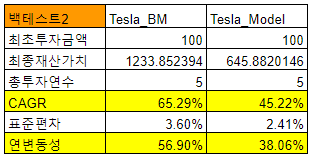 백테스트2 Tesla_BM Tesla_Model
최초투자금액 100 100
최종재산가치 1233.852394 645.8820146
총투자연수 5 5
CAGR 65.29% 45.22%
표준편차 3.60% 2.41%
연변동성 56.90% 38.06%